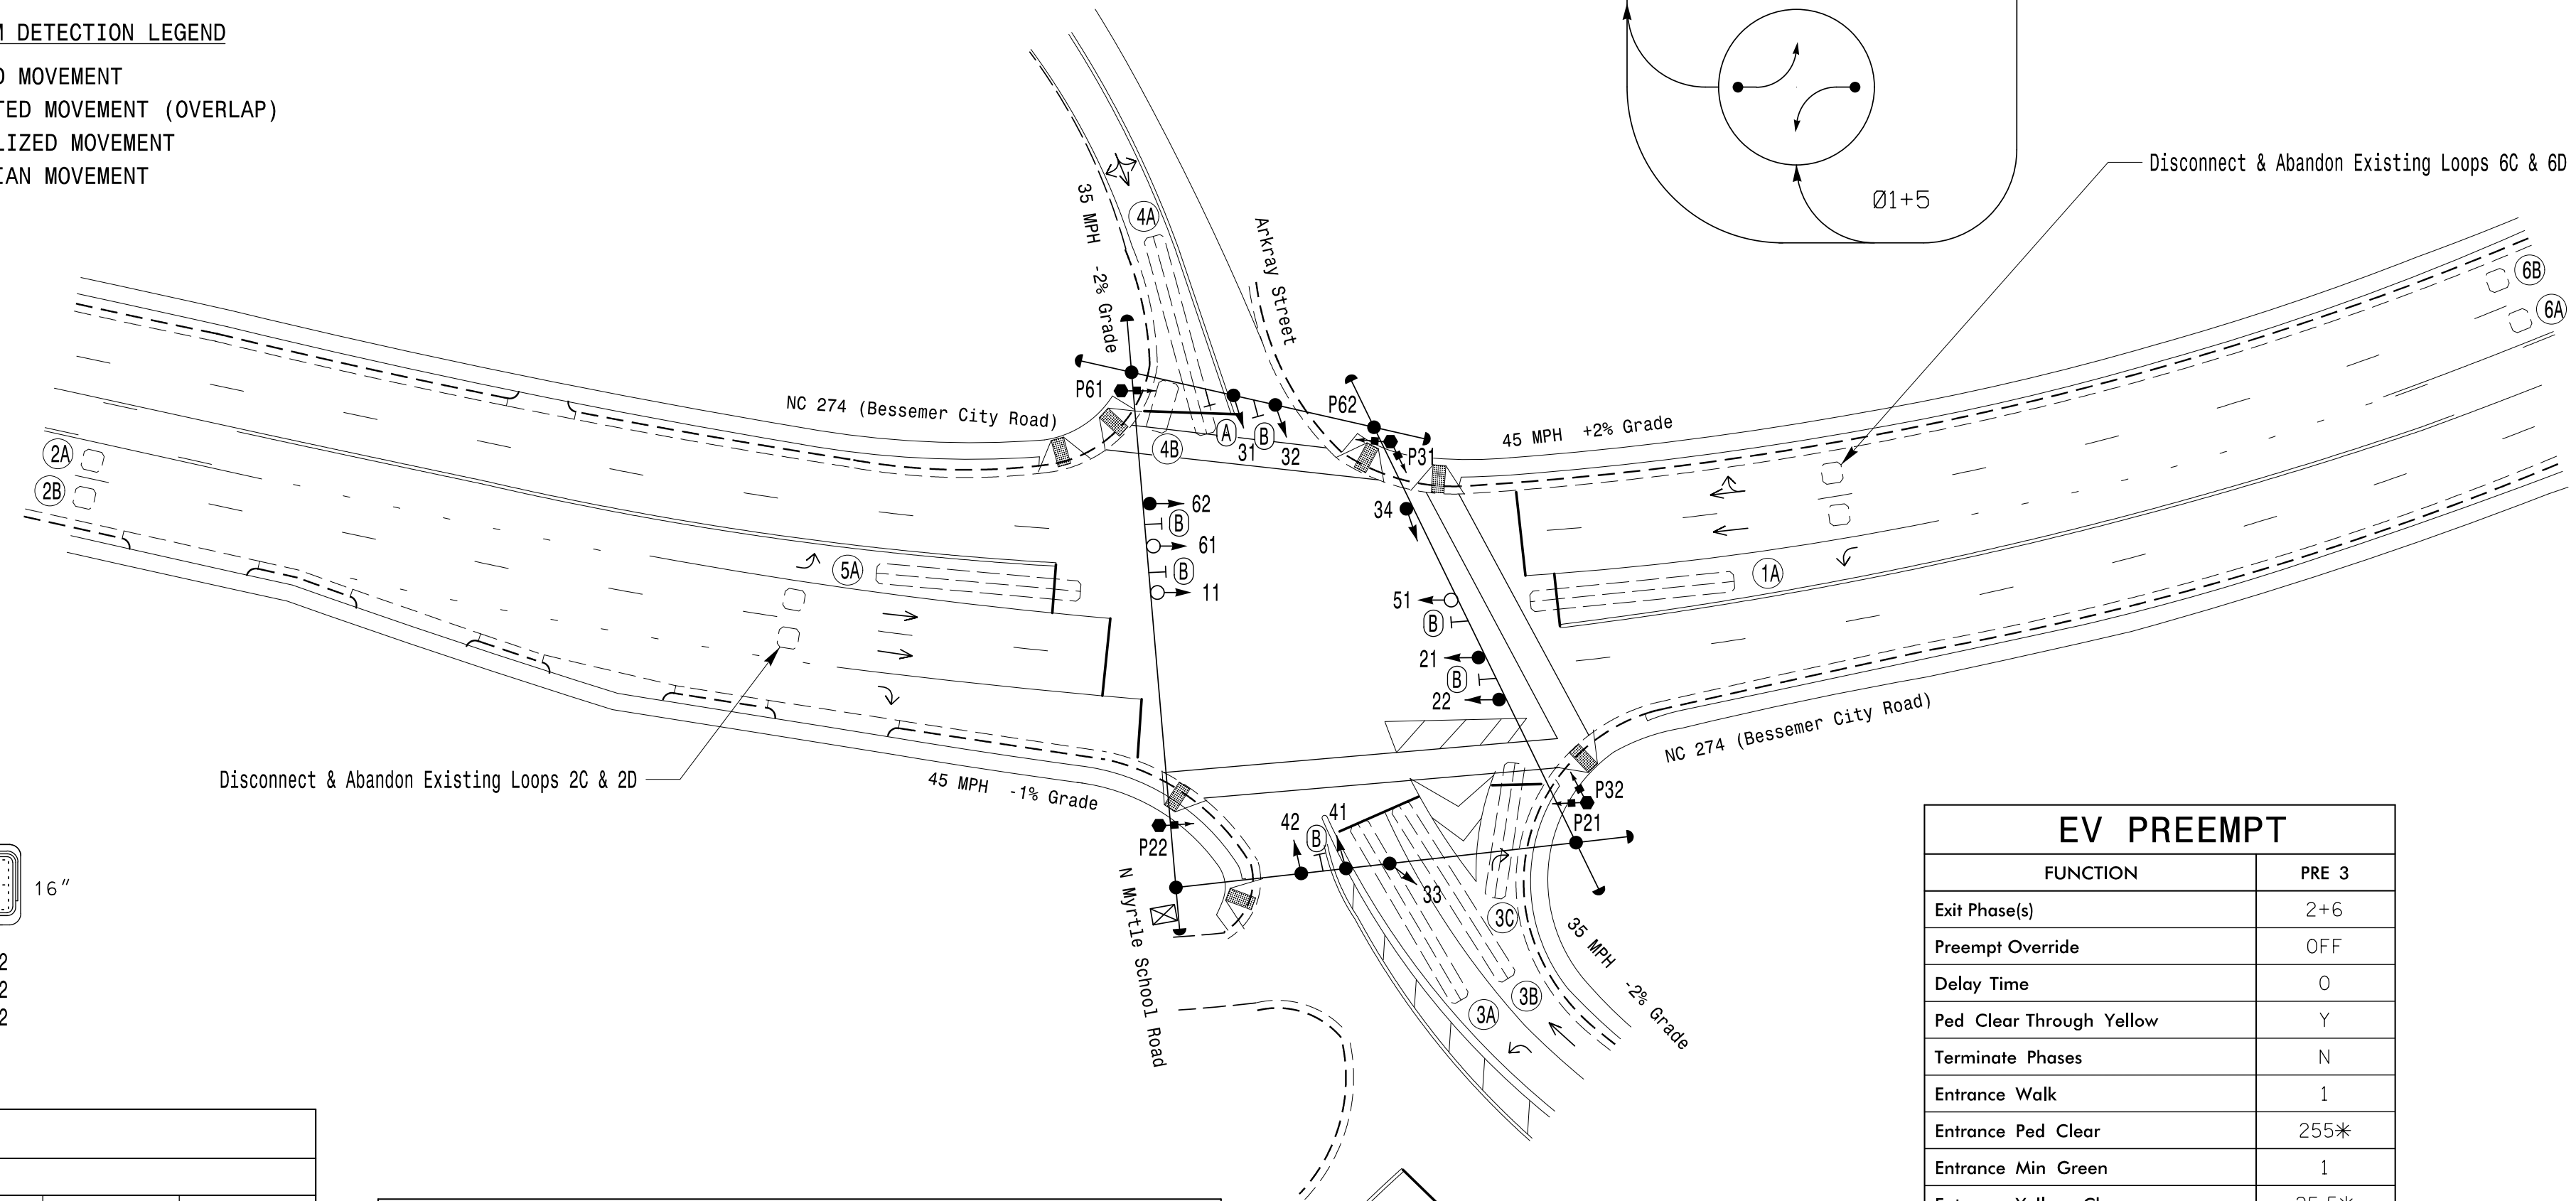 DETECTION LEGEND
MOVEMENT
TED MOVEMENT (OVERLAP)
LIZED MOVEMENT
IAN MOVEMENT
Ø1+5
Disconnect & Abandon Existing Loops 6C & 6D
35 MPH -2% Grade
4A
Arkray Street
6B
6A
P61
P62
NC 274 (Bessemer City Road)
45 MPH +2% Grade
4B
A
31
B
32
P31
2A
2B
62
B
61
B
11
34
5A
1A
51
B
21
B
22
Disconnect & Abandon Existing Loops 2C & 2D
45 MPH -1% Grade
NC 274 (Bessemer City Road)
P22
42
B
41
P32
P21
33
3C
3B
3A
N Myrtle School Road
35 MPH -2% Grade
16"
2
2
2
EV PREEMPT
FUNCTION PRE 3
Exit Phase(s) 2+6
Preempt Override OFF
Delay Time 0
Ped Clear Through Yellow Y
Terminate Phases N
Entrance Walk 1
Entrance Ped Clear 255*
Entrance Min Green 1